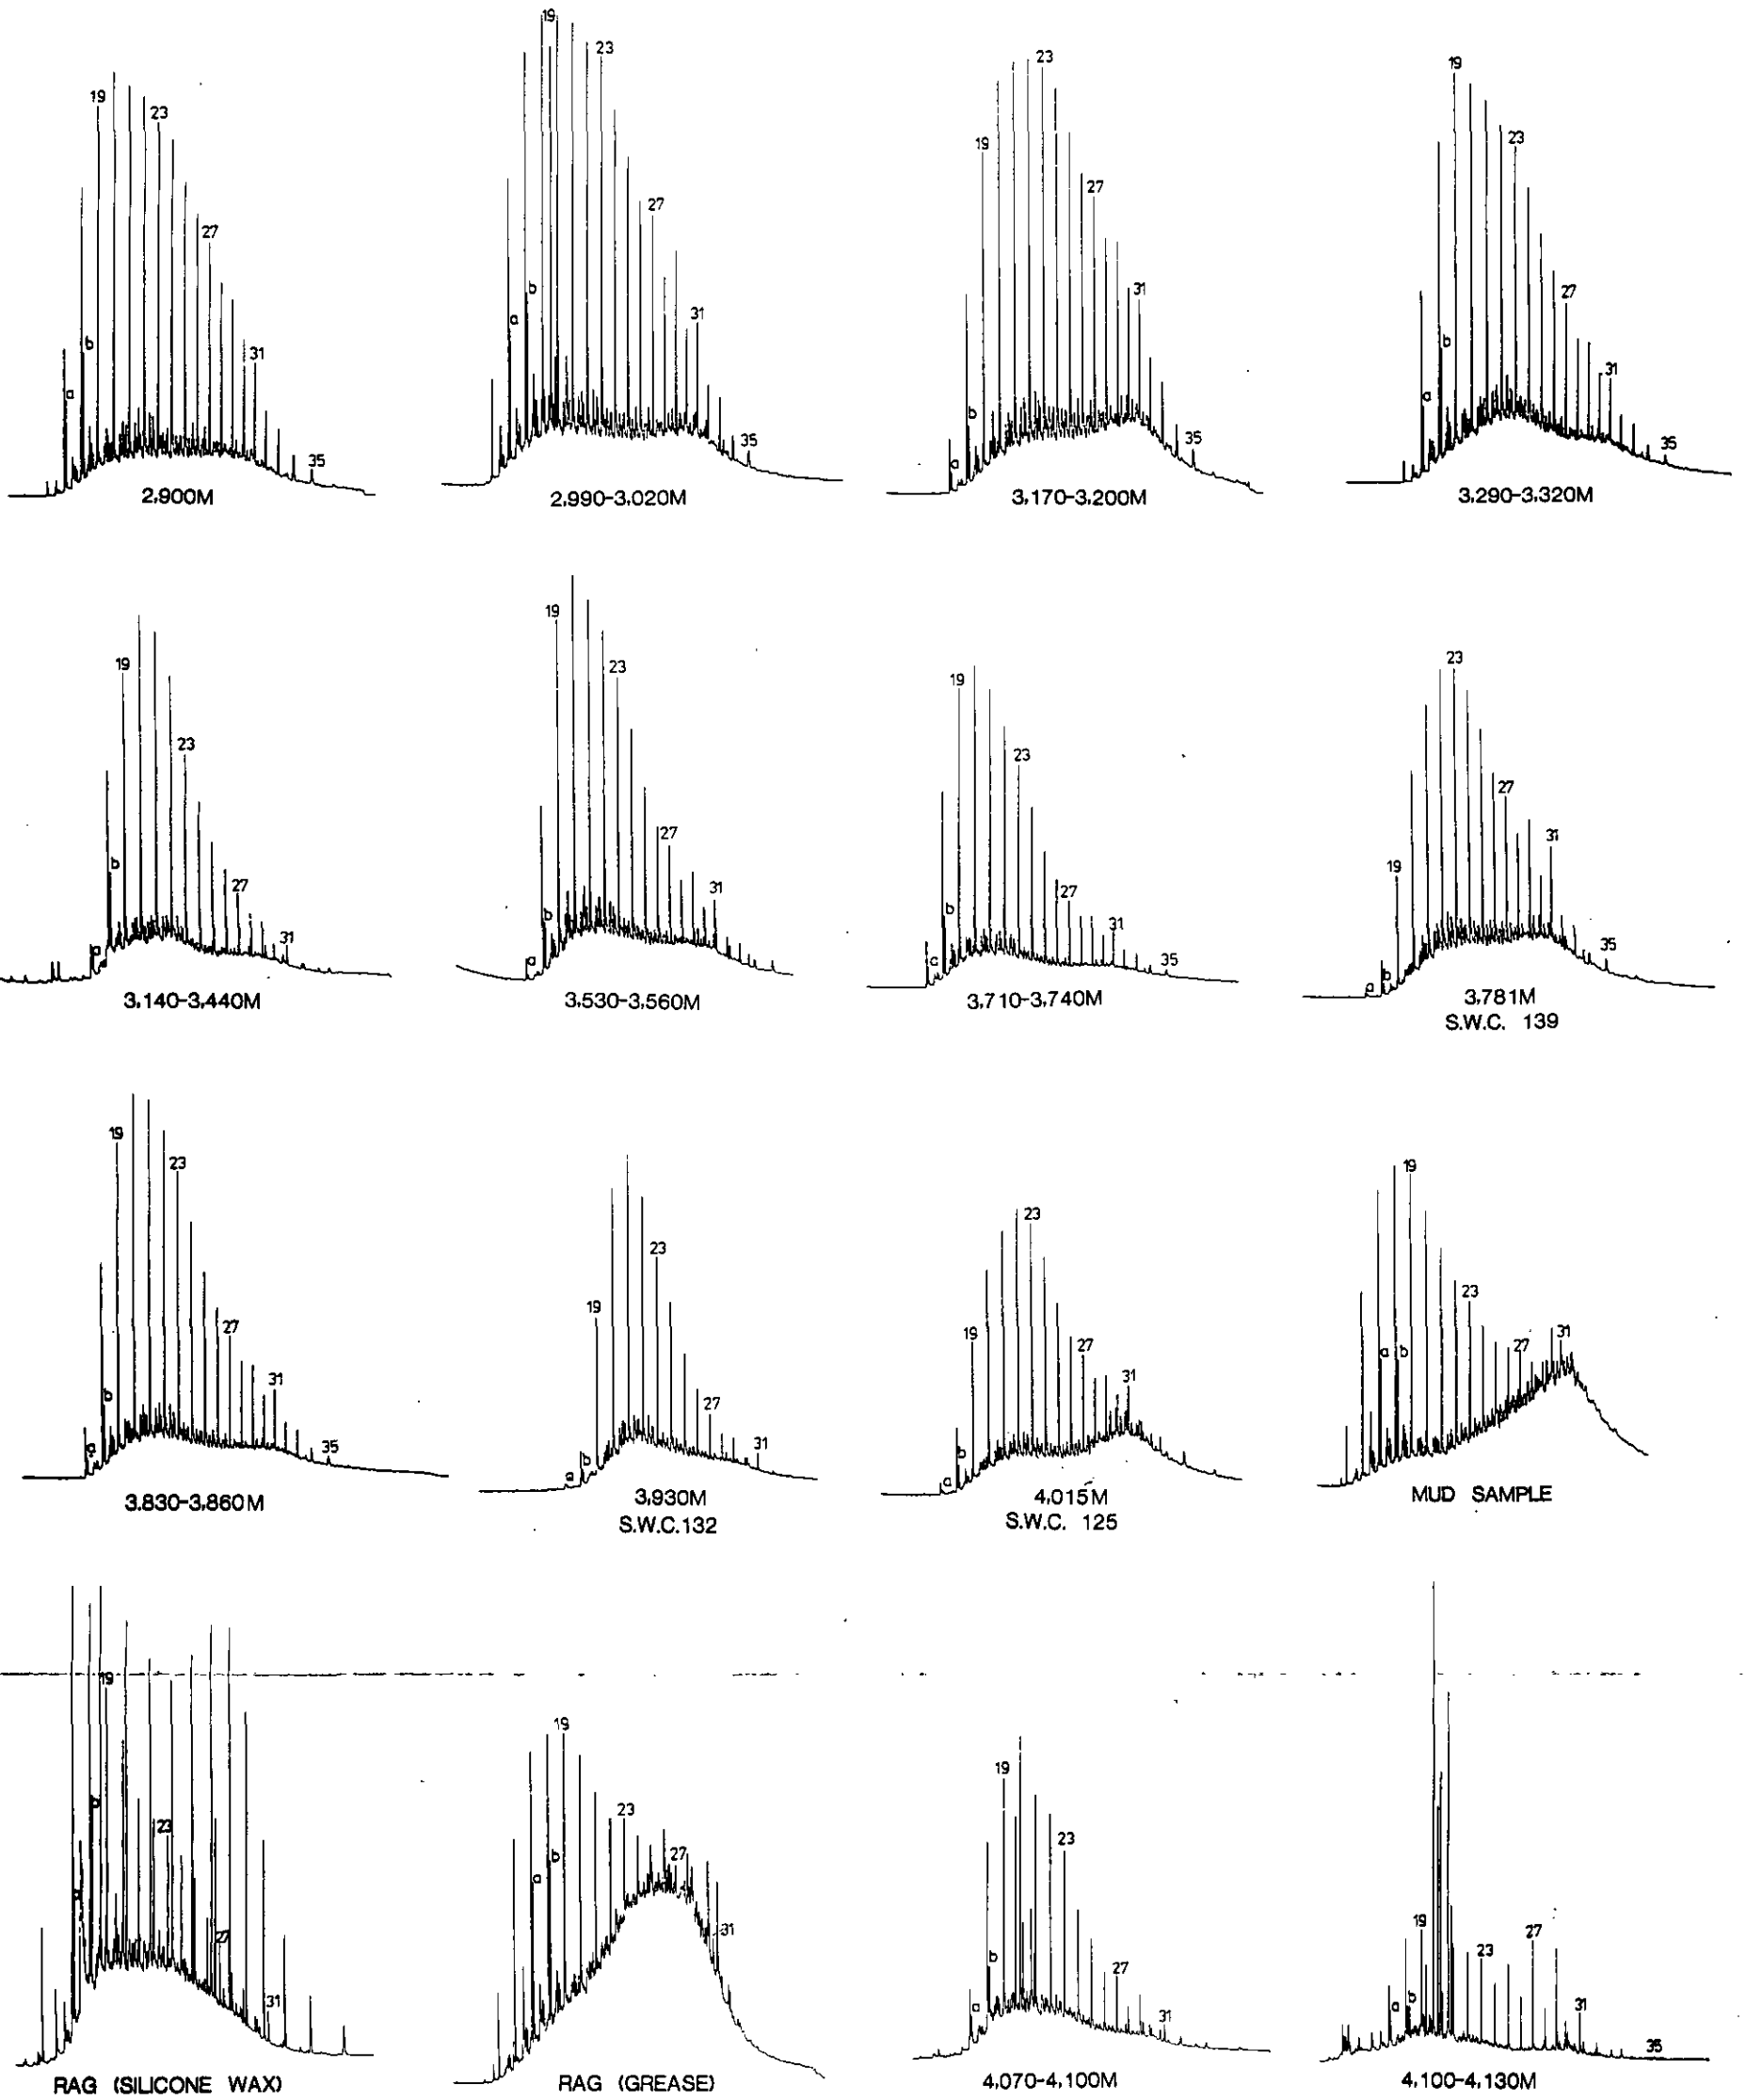 19 23 27 31 35 a b
2,900M
19 23 27 31 35 a b
2,990-3,020M
19 23 27 31 35 a b
3,170-3,200M
19 23 27 31 35 a b
3,290-3,320M
19 23 27 31 a b
3,140-3,440M
19 23 27 31 a b
3,530-3,560M
19 23 27 31 35 a b
3,710-3,740M
19 23 27 31 35 a b
3,781M
S.W.C. 139
19 23 27 31 35 a b
3,830-3,860M
19 23 27 31 a b
3,930M
S.W.C.132
19 23 27 31 a b
4,015M
S.W.C. 125
19 23 27 31 a b
MUD SAMPLE
19 23 27 31 a b
RAG (SILICONE WAX)
19 23 27 31 a b
RAG (GREASE)
19 23 27 31 a b
4,070-4,100M
19 23 27 31 35 a b
4,100-4,130M